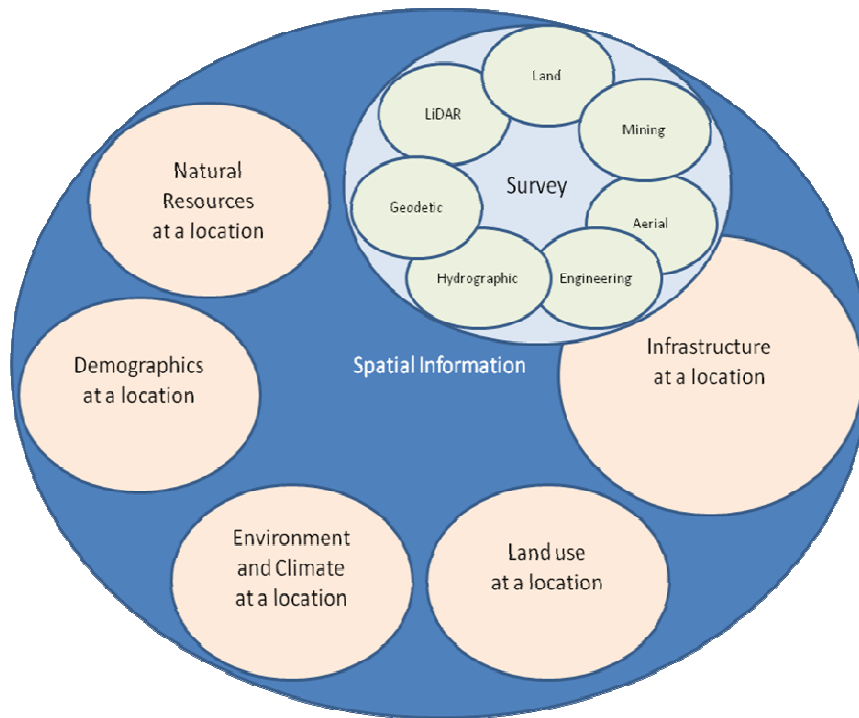 Land
LiDAR
Mining
Natural
Resources
at a location
Survey
Geodetic
Aerial
Hydrographic
Engineering
Demographics
at a location
Spatial Information
Infrastructure
at a location
Environment
and Climate
at a location
Land use
at a location